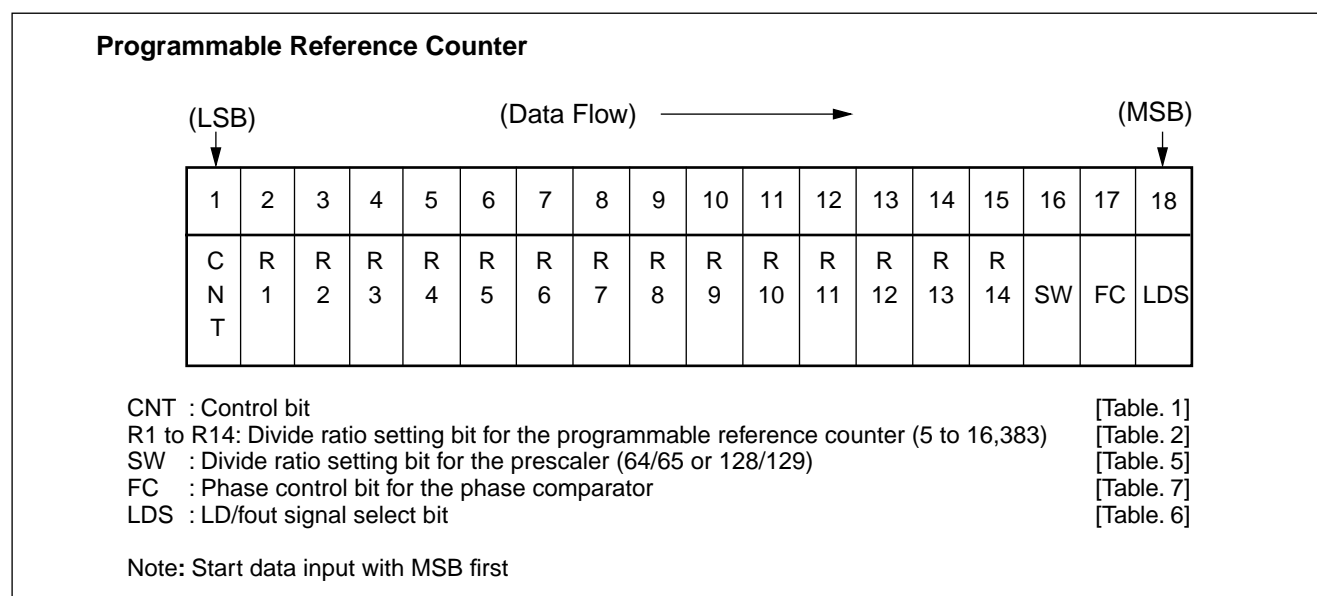 Programmable Reference Counter
(LSB) (Data Flow) (MSB)
1 2 3 4 5 6 7 8 9 10 11 12 13 14 15 16 17 18
C R R R R R R R R R R R R R R
N 1 2 3 4 5 6 7 8 9 10 11 12 13 14 SW FC LDS
T
CNT : Control bit [Table. 1]
R1 to R14: Divide ratio setting bit for the programmable reference counter (5 to 16,383) [Table. 2]
SW : Divide ratio setting bit for the prescaler (64/65 or 128/129) [Table. 5]
FC : Phase control bit for the phase comparator [Table. 7]
LDS : LD/fout signal select bit [Table. 6]
Note: Start data input with MSB first